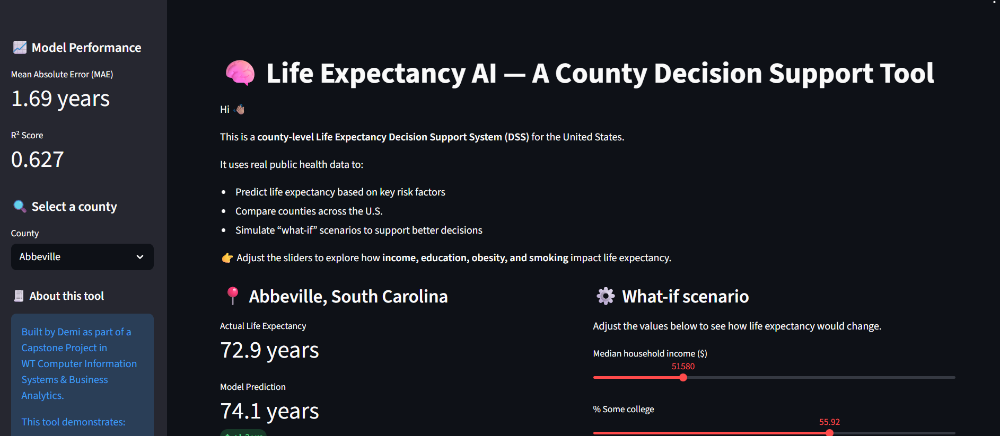 Model Performance
Mean Absolute Error (MAE)
1.69 years
R² Score
0.627
Select a county
County
Abbeville
About this tool
Built by Demi as part of a
Capstone Project in
WT Computer Information
Systems & Business
Analytics.
This tool demonstrates:
Life Expectancy AI — A County Decision Support Tool
Hi
This is a county-level Life Expectancy Decision Support System (DSS) for the United States.
It uses real public health data to:
• Predict life expectancy based on key risk factors
• Compare counties across the U.S.
• Simulate “what-if” scenarios to support better decisions
Adjust the sliders to explore how income, education, obesity, and smoking impact life expectancy.
Abbeville, South Carolina
Actual Life Expectancy
72.9 years
Model Prediction
74.1 years
What-if scenario
Adjust the values below to see how life expectancy would change.
Median household income ($)
51580
% Some college
55.92